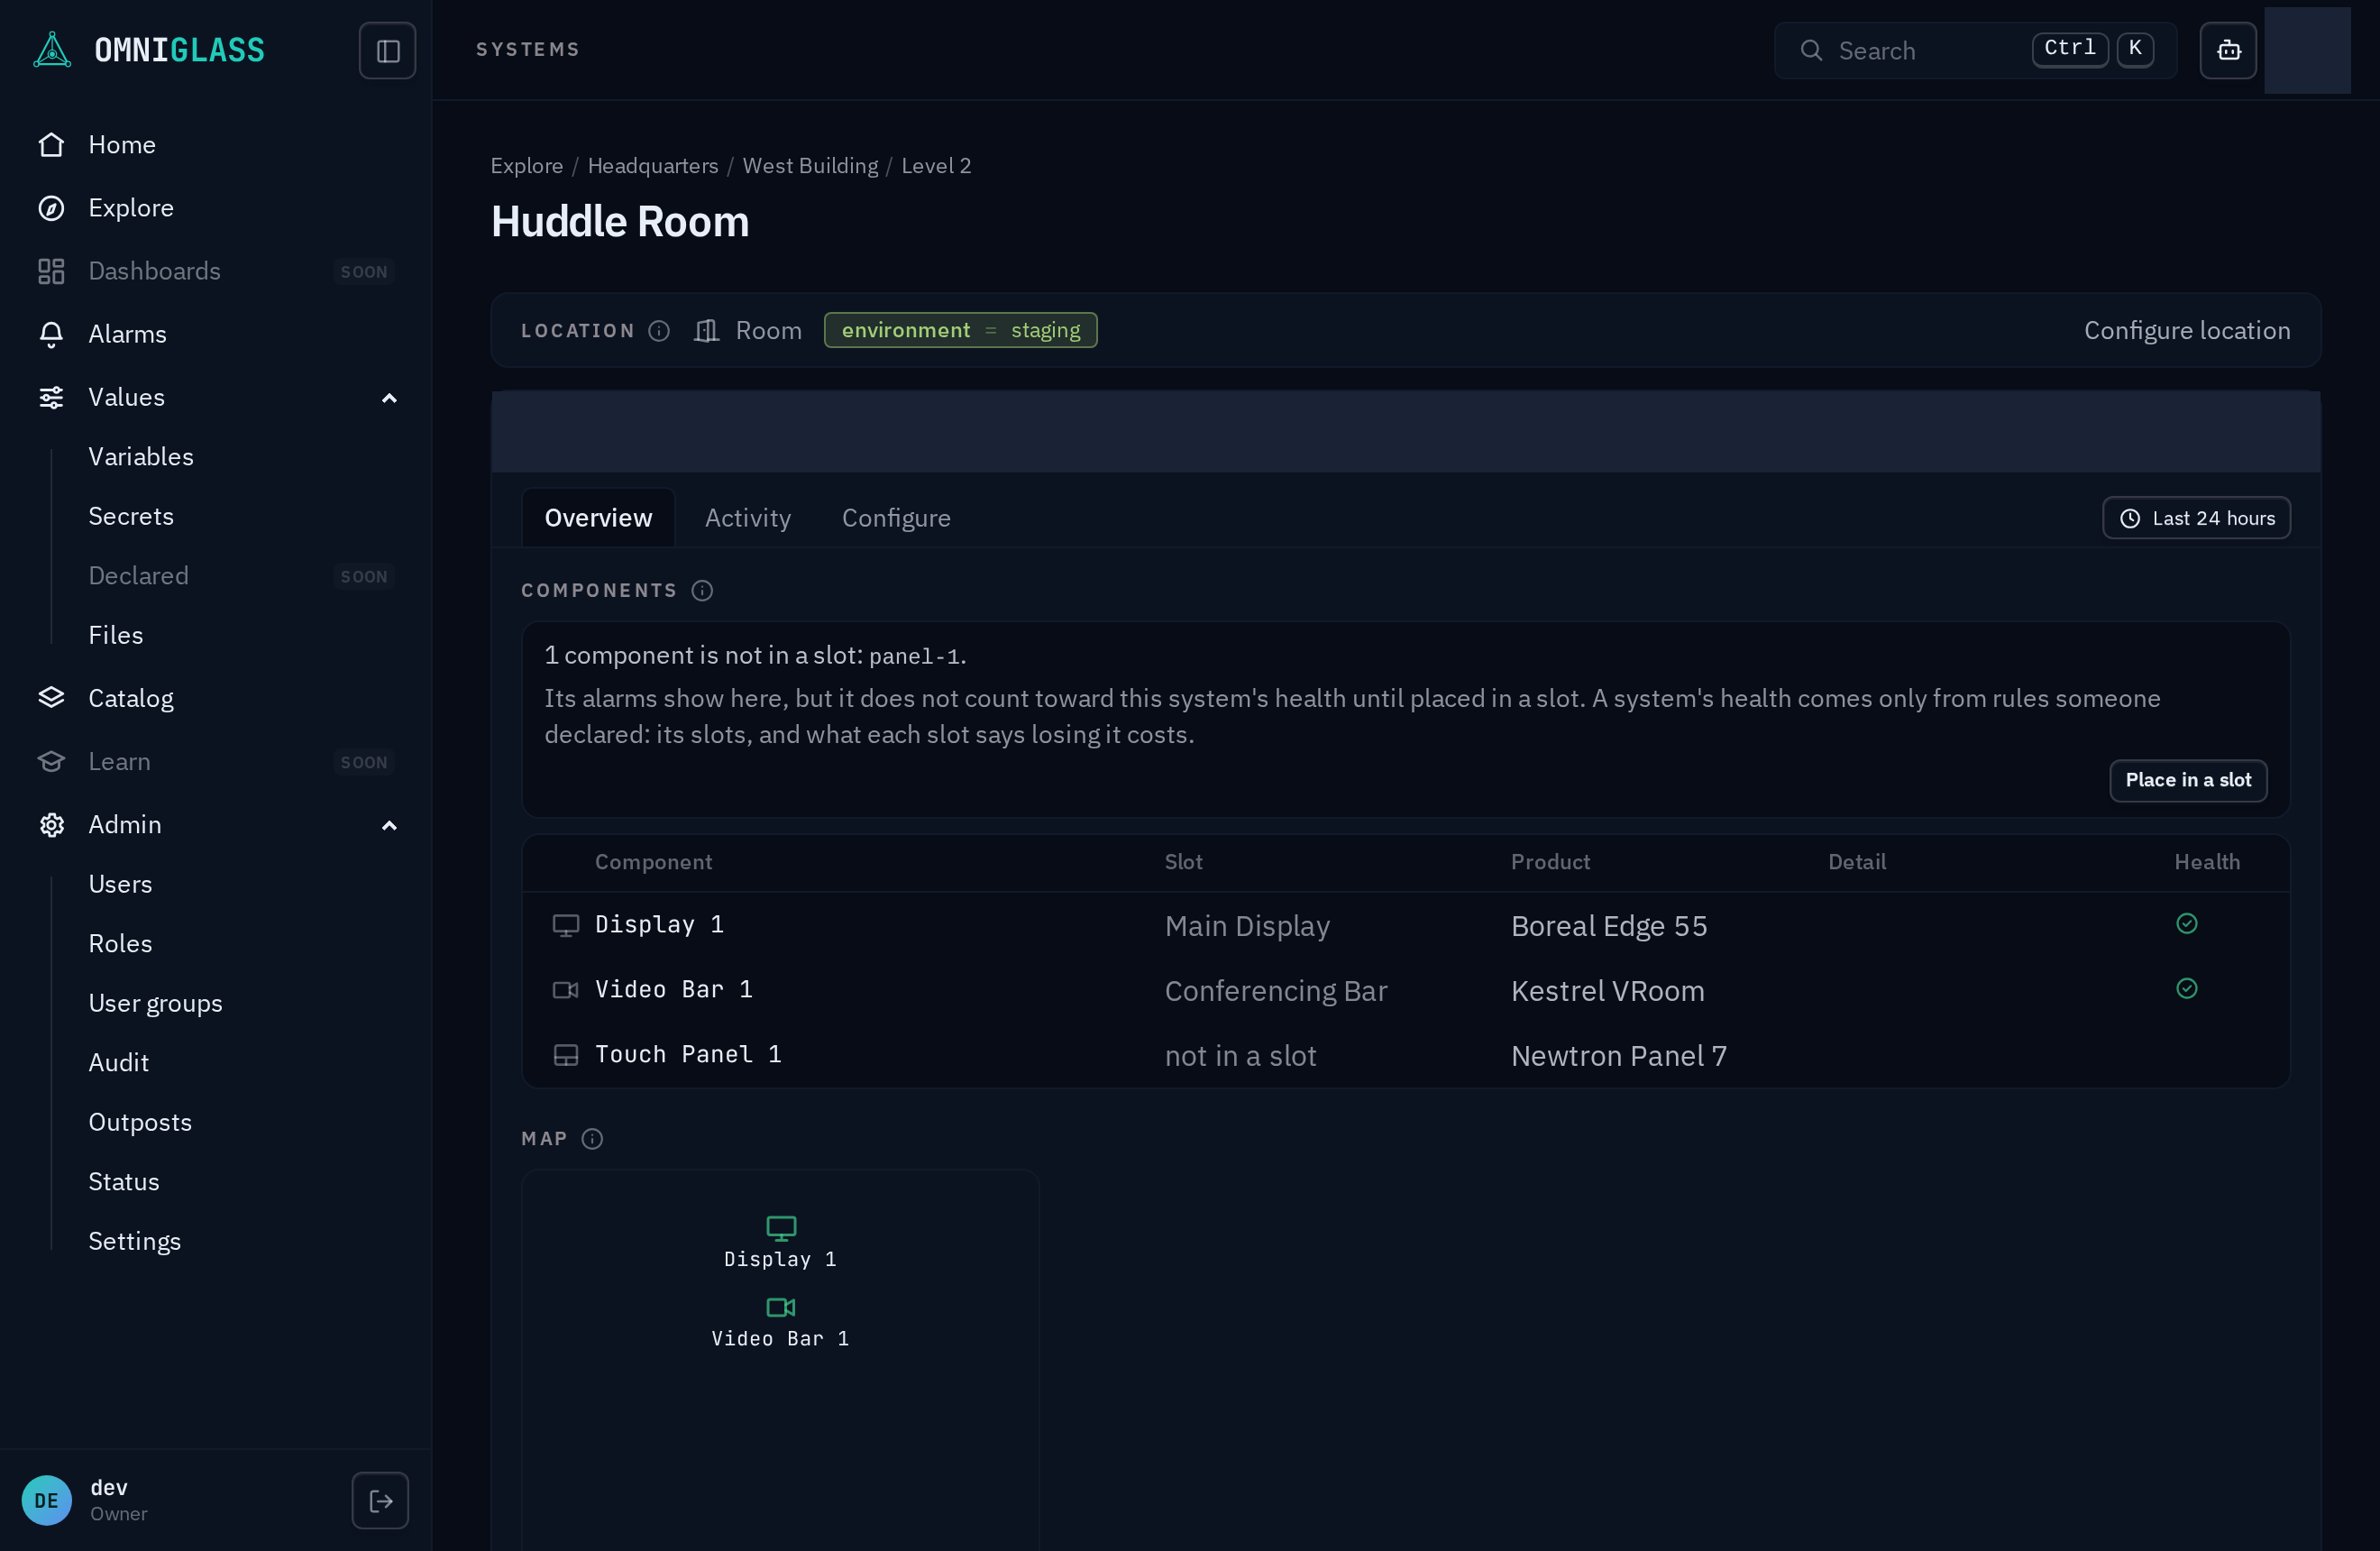 OMNIGLASS
SYSTEMS
Search Ctrl K
Home
Explore
Dashboards SOON
Alarms
Values
Variables
Secrets
Declared SOON
Files
Catalog
Learn SOON
Admin
Users
Roles
User groups
Audit
Outposts
Status
Settings
DE dev
Owner
Explore / Headquarters / West Building / Level 2
Huddle Room
LOCATION Room environment = staging Configure location
Overview Activity Configure Last 24 hours
COMPONENTS
1 component is not in a slot: panel-1.
Its alarms show here, but it does not count toward this system's health until placed in a slot. A system's health comes only from rules someone
declared: its slots, and what each slot says losing it costs.
Place in a slot
Component Slot Product Detail Health
Display 1 Main Display Boreal Edge 55
Video Bar 1 Conferencing Bar Kestrel VRoom
Touch Panel 1 not in a slot Newtron Panel 7
MAP
Display 1
Video Bar 1